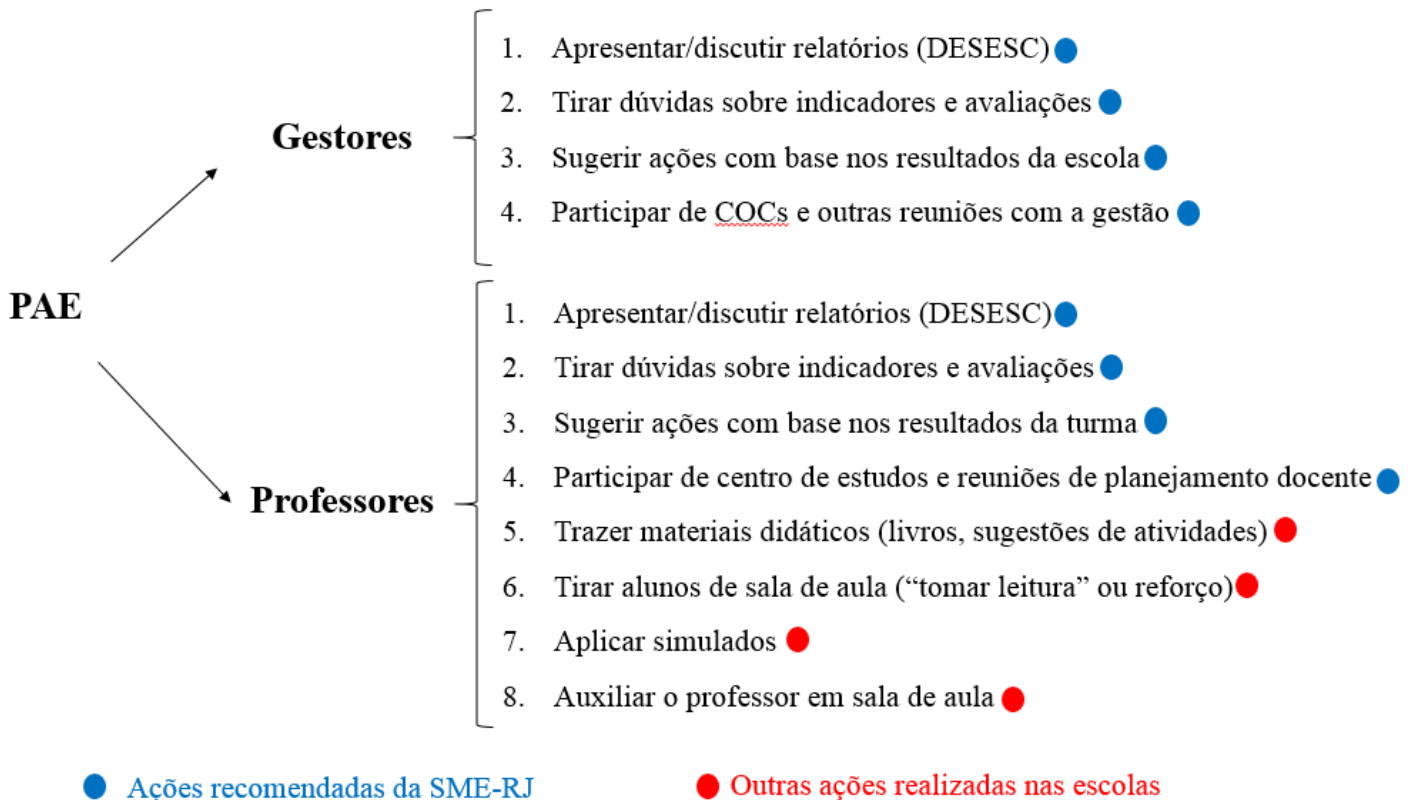 Gestores
1. Apresentar/discutir relatórios (DESESC)
2. Tirar dúvidas sobre indicadores e avaliações
3. Sugerir ações com base nos resultados da escola
4. Participar de COCs e outras reuniões com a gestão
PAE
Professores
1. Apresentar/discutir relatórios (DESESC)
2. Tirar dúvidas sobre indicadores e avaliações
3. Sugerir ações com base nos resultados da turma
4. Participar de centro de estudos e reuniões de planejamento docente
5. Trazer materiais didáticos (livros, sugestões de atividades)
6. Tirar alunos de sala de aula (“tomar leitura” ou reforço)
7. Aplicar simulados
8. Auxiliar o professor em sala de aula
Ações recomendadas da SME-RJ
Outras ações realizadas nas escolas